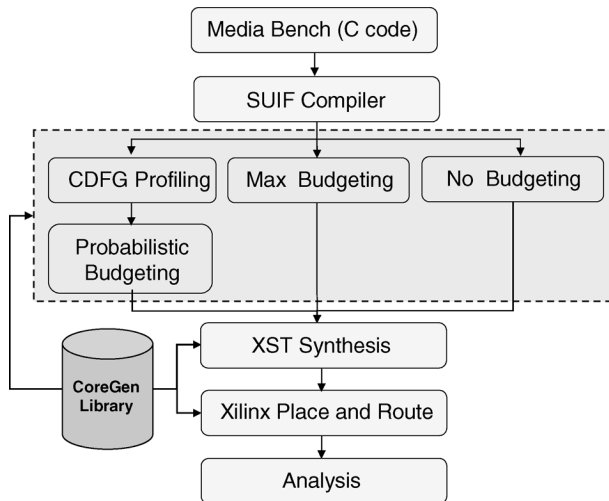 Media Bench (C code)
SUIF Compiler
CDFG Profiling
Max Budgeting
No Budgeting
Probabilistic
Budgeting
XST Synthesis
CoreGen
Library
Xilinx Place and Route
Analysis